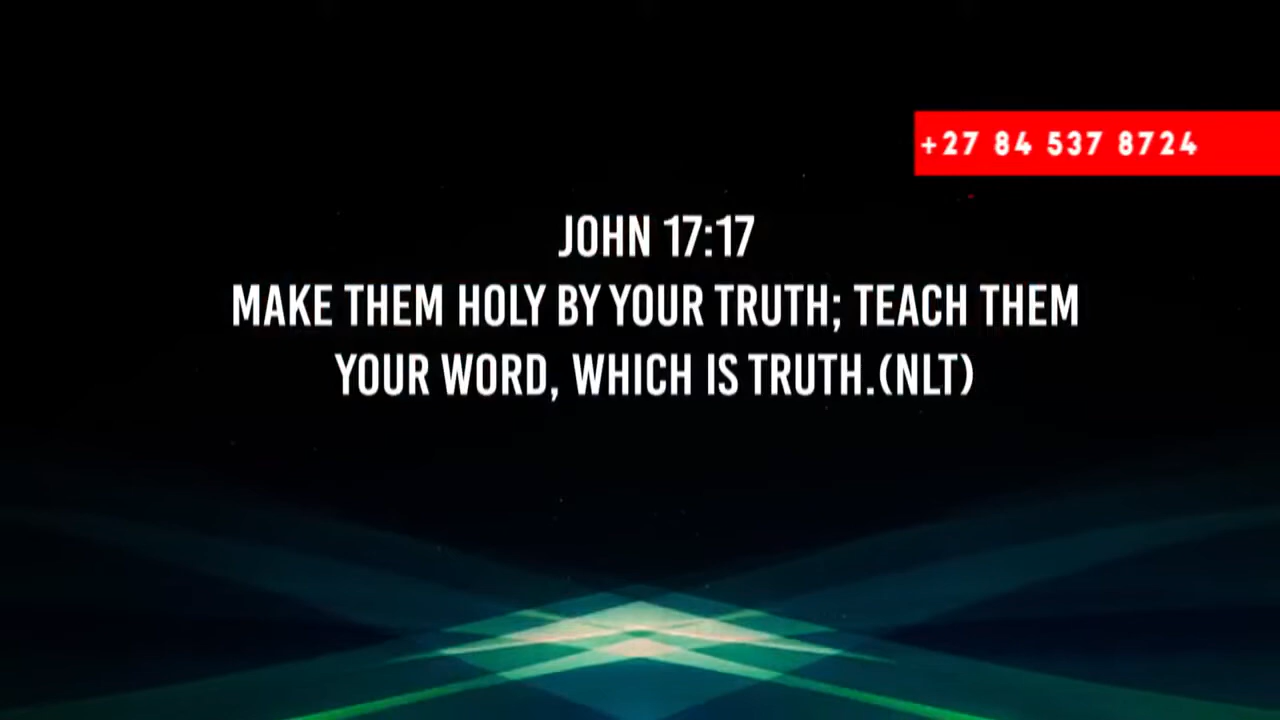 +27 84 537 8724
JOHN 17:17
MAKE THEM HOLY BY YOUR TRUTH; TEACH THEM
YOUR WORD, WHICH IS TRUTH.(NLT)